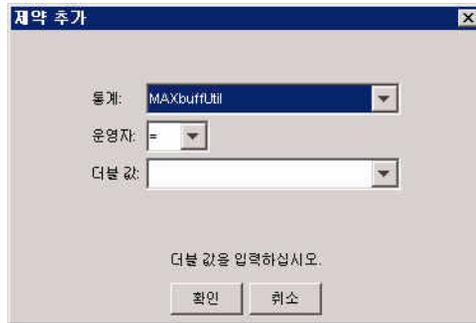 제약 추가
통계: MAXbuffUtil
운영자: =
더블 값:
더블 값을 입력하십시오.
확인 취소